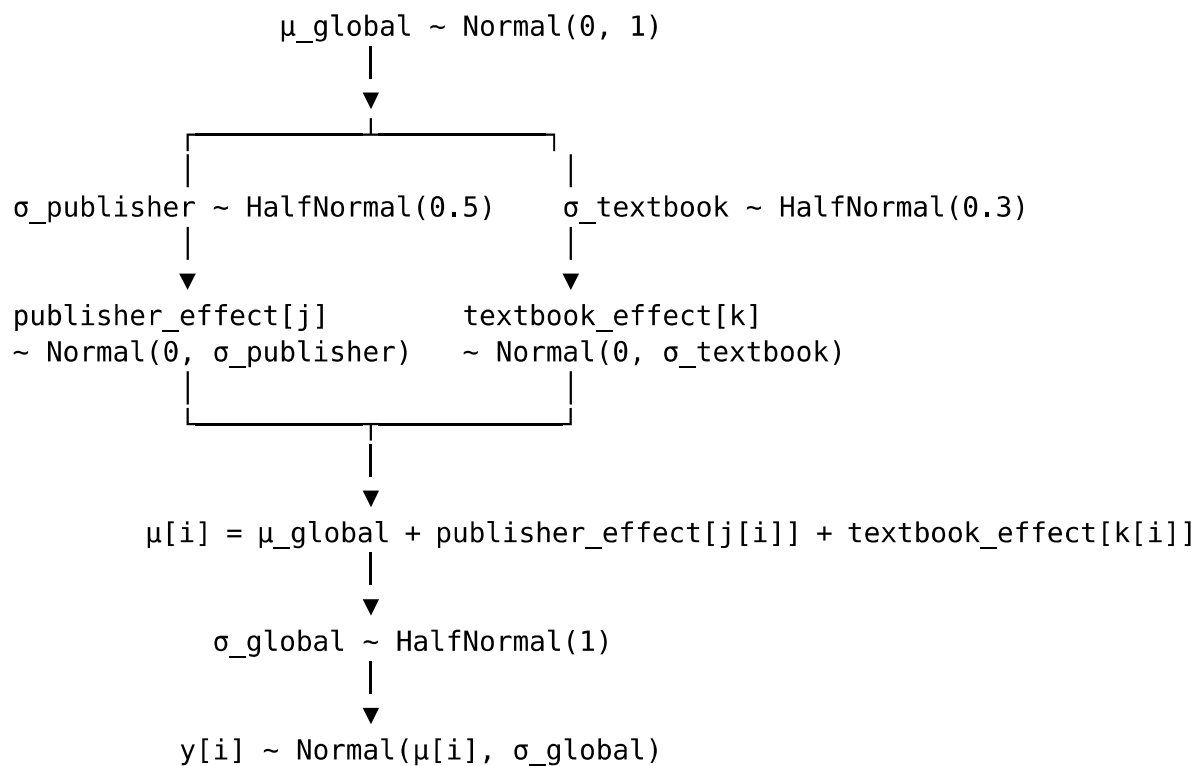 μ_global ~ Normal(0, 1)
σ_publisher ~ HalfNormal(0.5) σ_textbook ~ HalfNormal(0.3)
publisher_effect[j] textbook_effect[k]
~ Normal(0, σ_publisher) ~ Normal(0, σ_textbook)
μ[i] = μ_global + publisher_effect[j[i]] + textbook_effect[k[i]]
σ_global ~ HalfNormal(1)
y[i] ~ Normal(μ[i], σ_global)